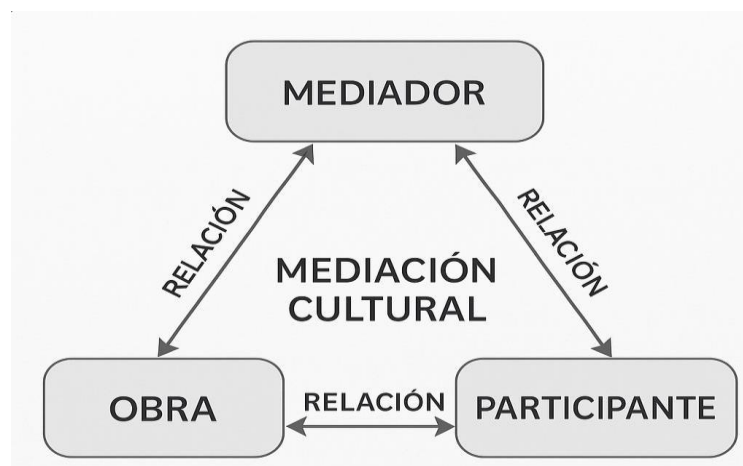 MEDIADOR
RELACIÓN
RELACIÓN
MEDIACIÓN
CULTURAL
OBRA
RELACIÓN
PARTICIPANTE